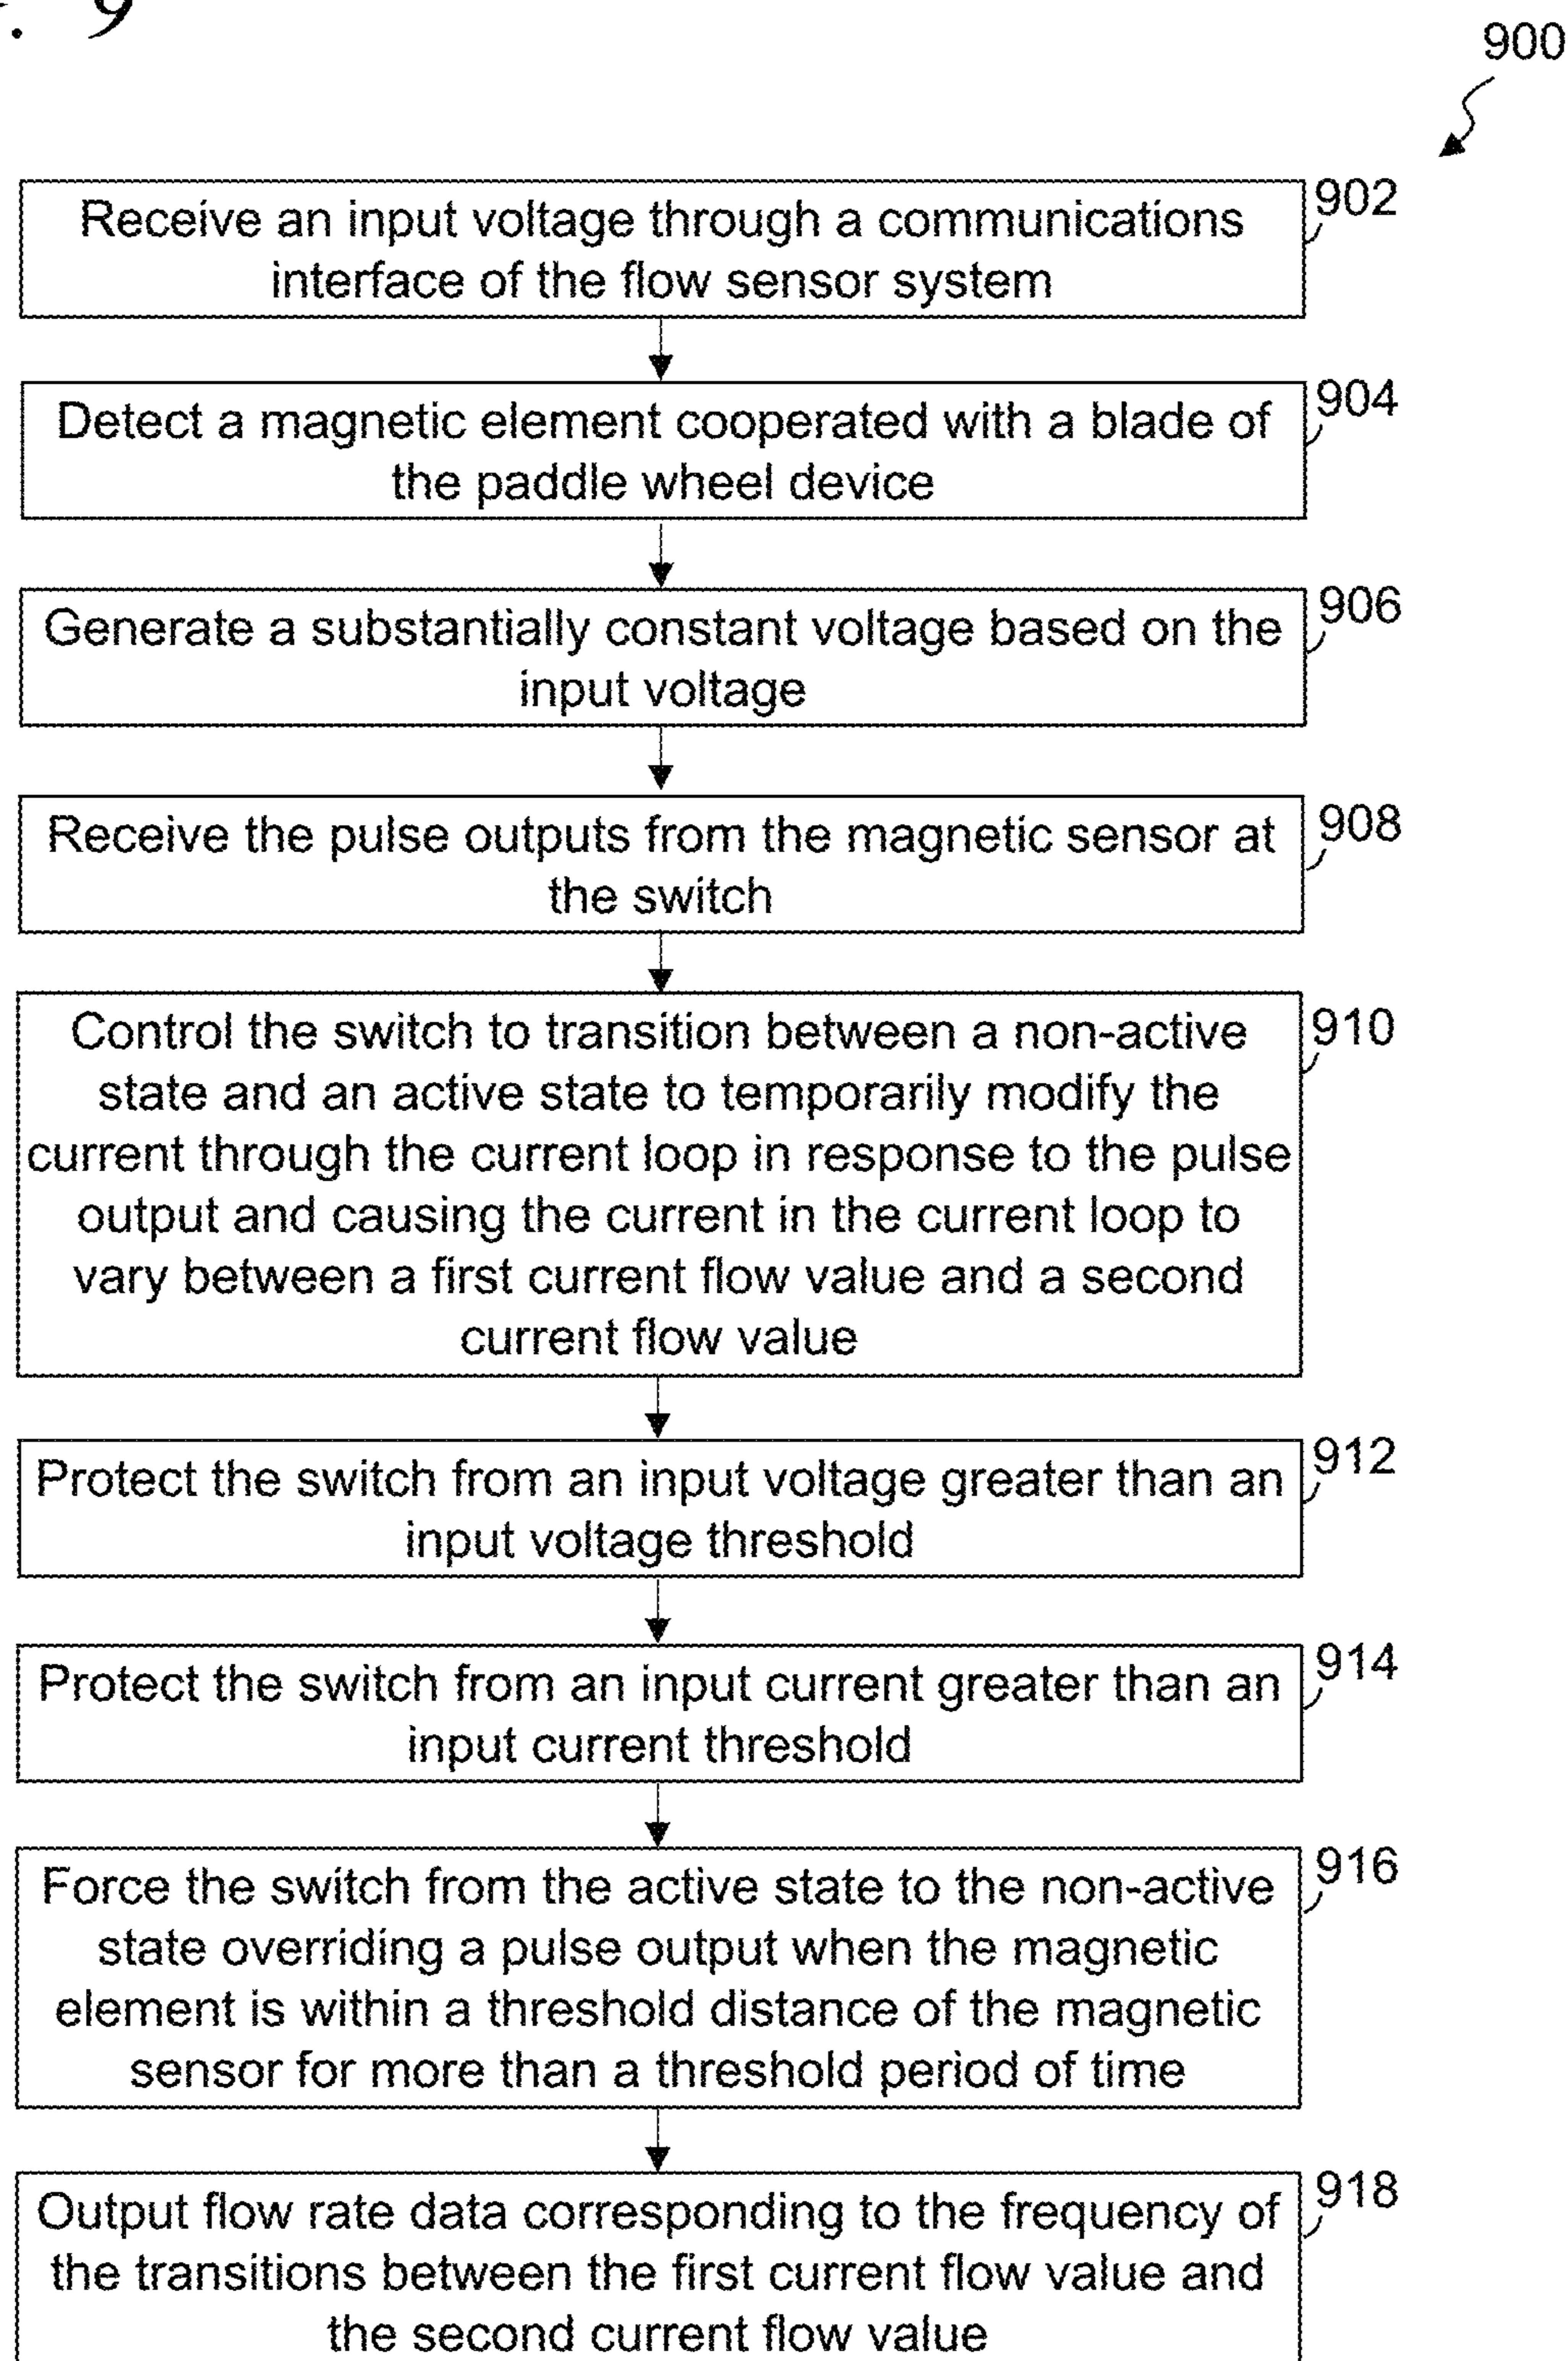 . 9
900
902
Receive an input voltage through a communications
interface of the flow sensor system
904
Detect a magnetic element cooperated with a blade of
the paddle wheel device
906
Generate a substantially constant voltage based on the
input voltage
908
Receive the pulse outputs from the magnetic sensor at
the switch
910
Control the switch to transition between a non-active
state and an active state to temporarily modify the
current through the current loop in response to the pulse
output and causing the current in the current loop to
vary between a first current flow value and a second
current flow value
912
Protect the switch from an input voltage greater than an
input voltage threshold
914
Protect the switch from an input current greater than an
input current threshold
916
Force the switch from the active state to the non-active
state overriding a pulse output when the magnetic
element is within a threshold distance of the magnetic
sensor for more than a threshold period of time
918
Output flow rate data corresponding to the frequency of
the transitions between the first current flow value and
the second current flow value